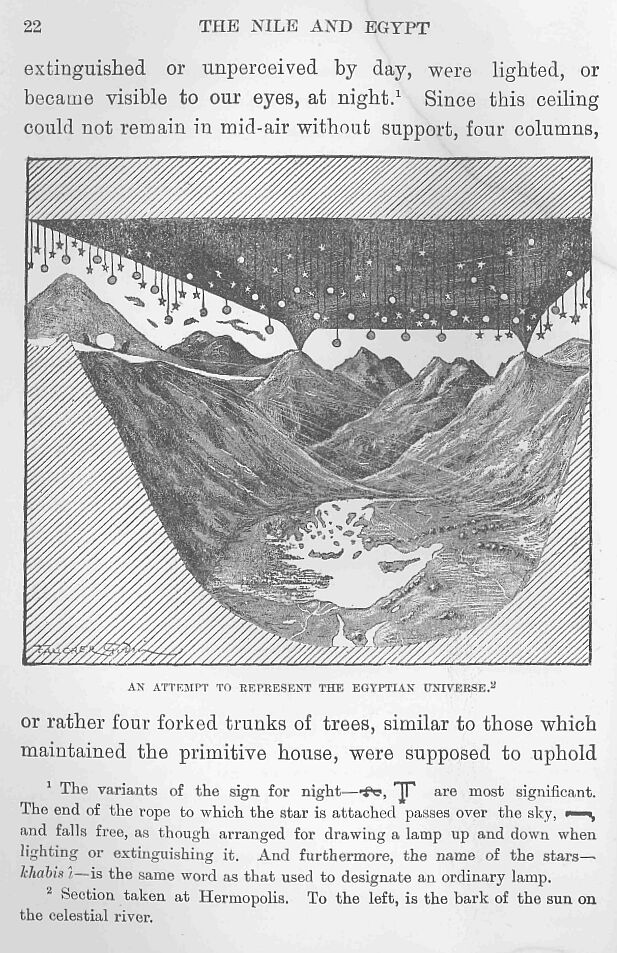 22
THE NILE AND EGYPT
extinguished or unperceived by day, were lighted, or
became visible to our eyes, at night.¹ Since this ceiling
could not remain in mid-air without support, four columns,
AN ATTEMPT TO REPRESENT THE EGYPTIAN UNIVERSE.²
or rather four forked trunks of trees, similar to those which
maintained the primitive house, were supposed to uphold
¹ The variants of the sign for night—, are most significant.
The end of the rope to which the star is attached passes over the sky,
and falls free, as though arranged for drawing a lamp up and down when
lighting or extinguishing it. And furthermore, the name of the stars—
khabisi—is the same word as that used to designate an ordinary lamp.
² Section taken at Hermopolis. To the left, is the bark of the sun on
the celestial river.